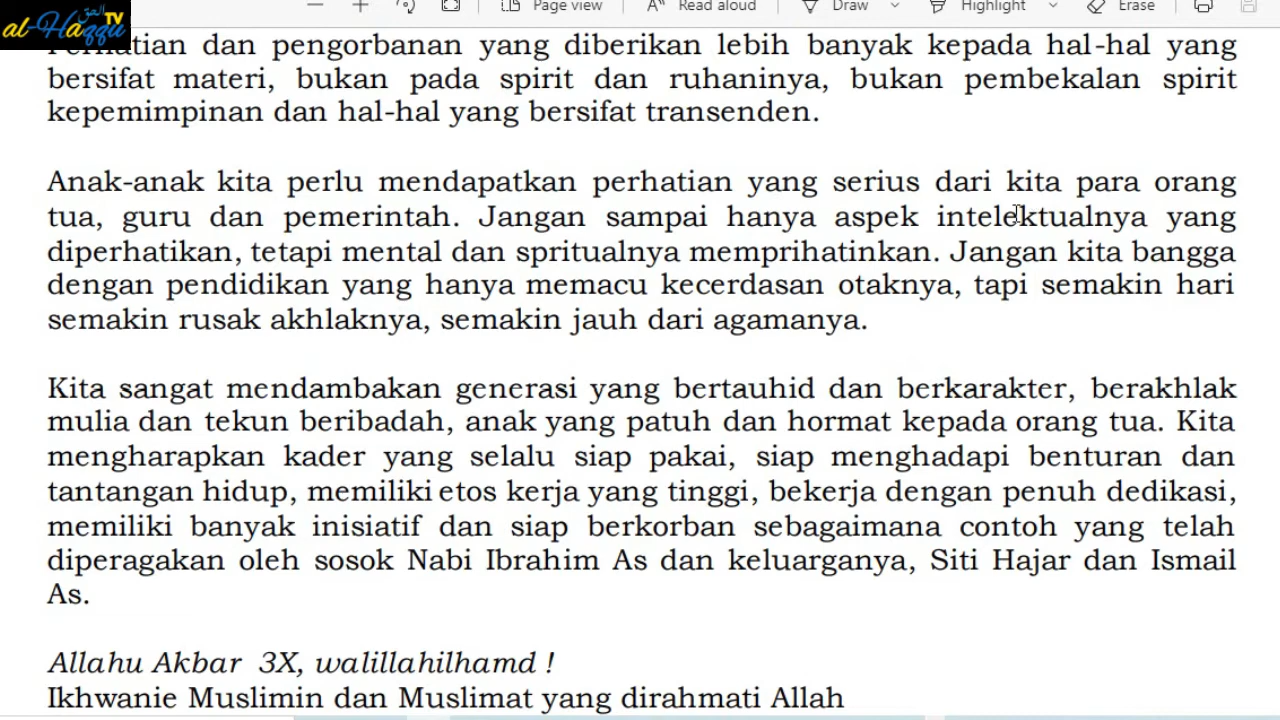 al-Haqqu TV
الحق
Page view
Read aloud
Draw
Highlight
Erase
Perhatian dan pengorbanan yang diberikan lebih banyak kepada hal-hal yang
bersifat materi, bukan pada spirit dan ruhaninya, bukan pembekalan spirit
kepemimpinan dan hal-hal yang bersifat transenden.
Anak-anak kita perlu mendapatkan perhatian yang serius dari kita para orang
tua, guru dan pemerintah. Jangan sampai hanya aspek intelektualnya yang
diperhatikan, tetapi mental dan spritualnya memprihatinkan. Jangan kita bangga
dengan pendidikan yang hanya memacu kecerdasan otaknya, tapi semakin hari
semakin rusak akhlaknya, semakin jauh dari agamanya.
Kita sangat mendambakan generasi yang bertauhid dan berkarakter, berakhlak
mulia dan tekun beribadah, anak yang patuh dan hormat kepada orang tua. Kita
mengharapkan kader yang selalu siap pakai, siap menghadapi benturan dan
tantangan hidup, memiliki etos kerja yang tinggi, bekerja dengan penuh dedikasi,
memiliki banyak inisiatif dan siap berkorban sebagaimana contoh yang telah
diperagakan oleh sosok Nabi Ibrahim As dan keluarganya, Siti Hajar dan Ismail
As.
Allahu Akbar 3X, walillahilhamd !
Ikhwanie Muslimin dan Muslimat yang dirahmati Allah